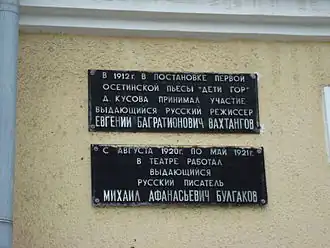 В 1912 г. В ПОСТАНОВКЕ ПЕРВОЙ
ОСЕТИНСКОЙ ПЬЕСЫ "ДЕТИ ГОР"
Д. КУСОВА ПРИНИМАЛ УЧАСТИЕ
ВЫДАЮЩИЙСЯ РУССКИЙ РЕЖИССЕР
ЕВГЕНИЙ БАГРАТИОНОВИЧ ВАХТАНГОВ
С АВГУСТА 1920г. ПО МАЙ 1921г.
В ТЕАТРЕ РАБОТАЛ
ВЫДАЮЩИЙСЯ
РУССКИЙ ПИСАТЕЛЬ
МИХАИЛ АФАНАСЬЕВИЧ БУЛГАКОВ